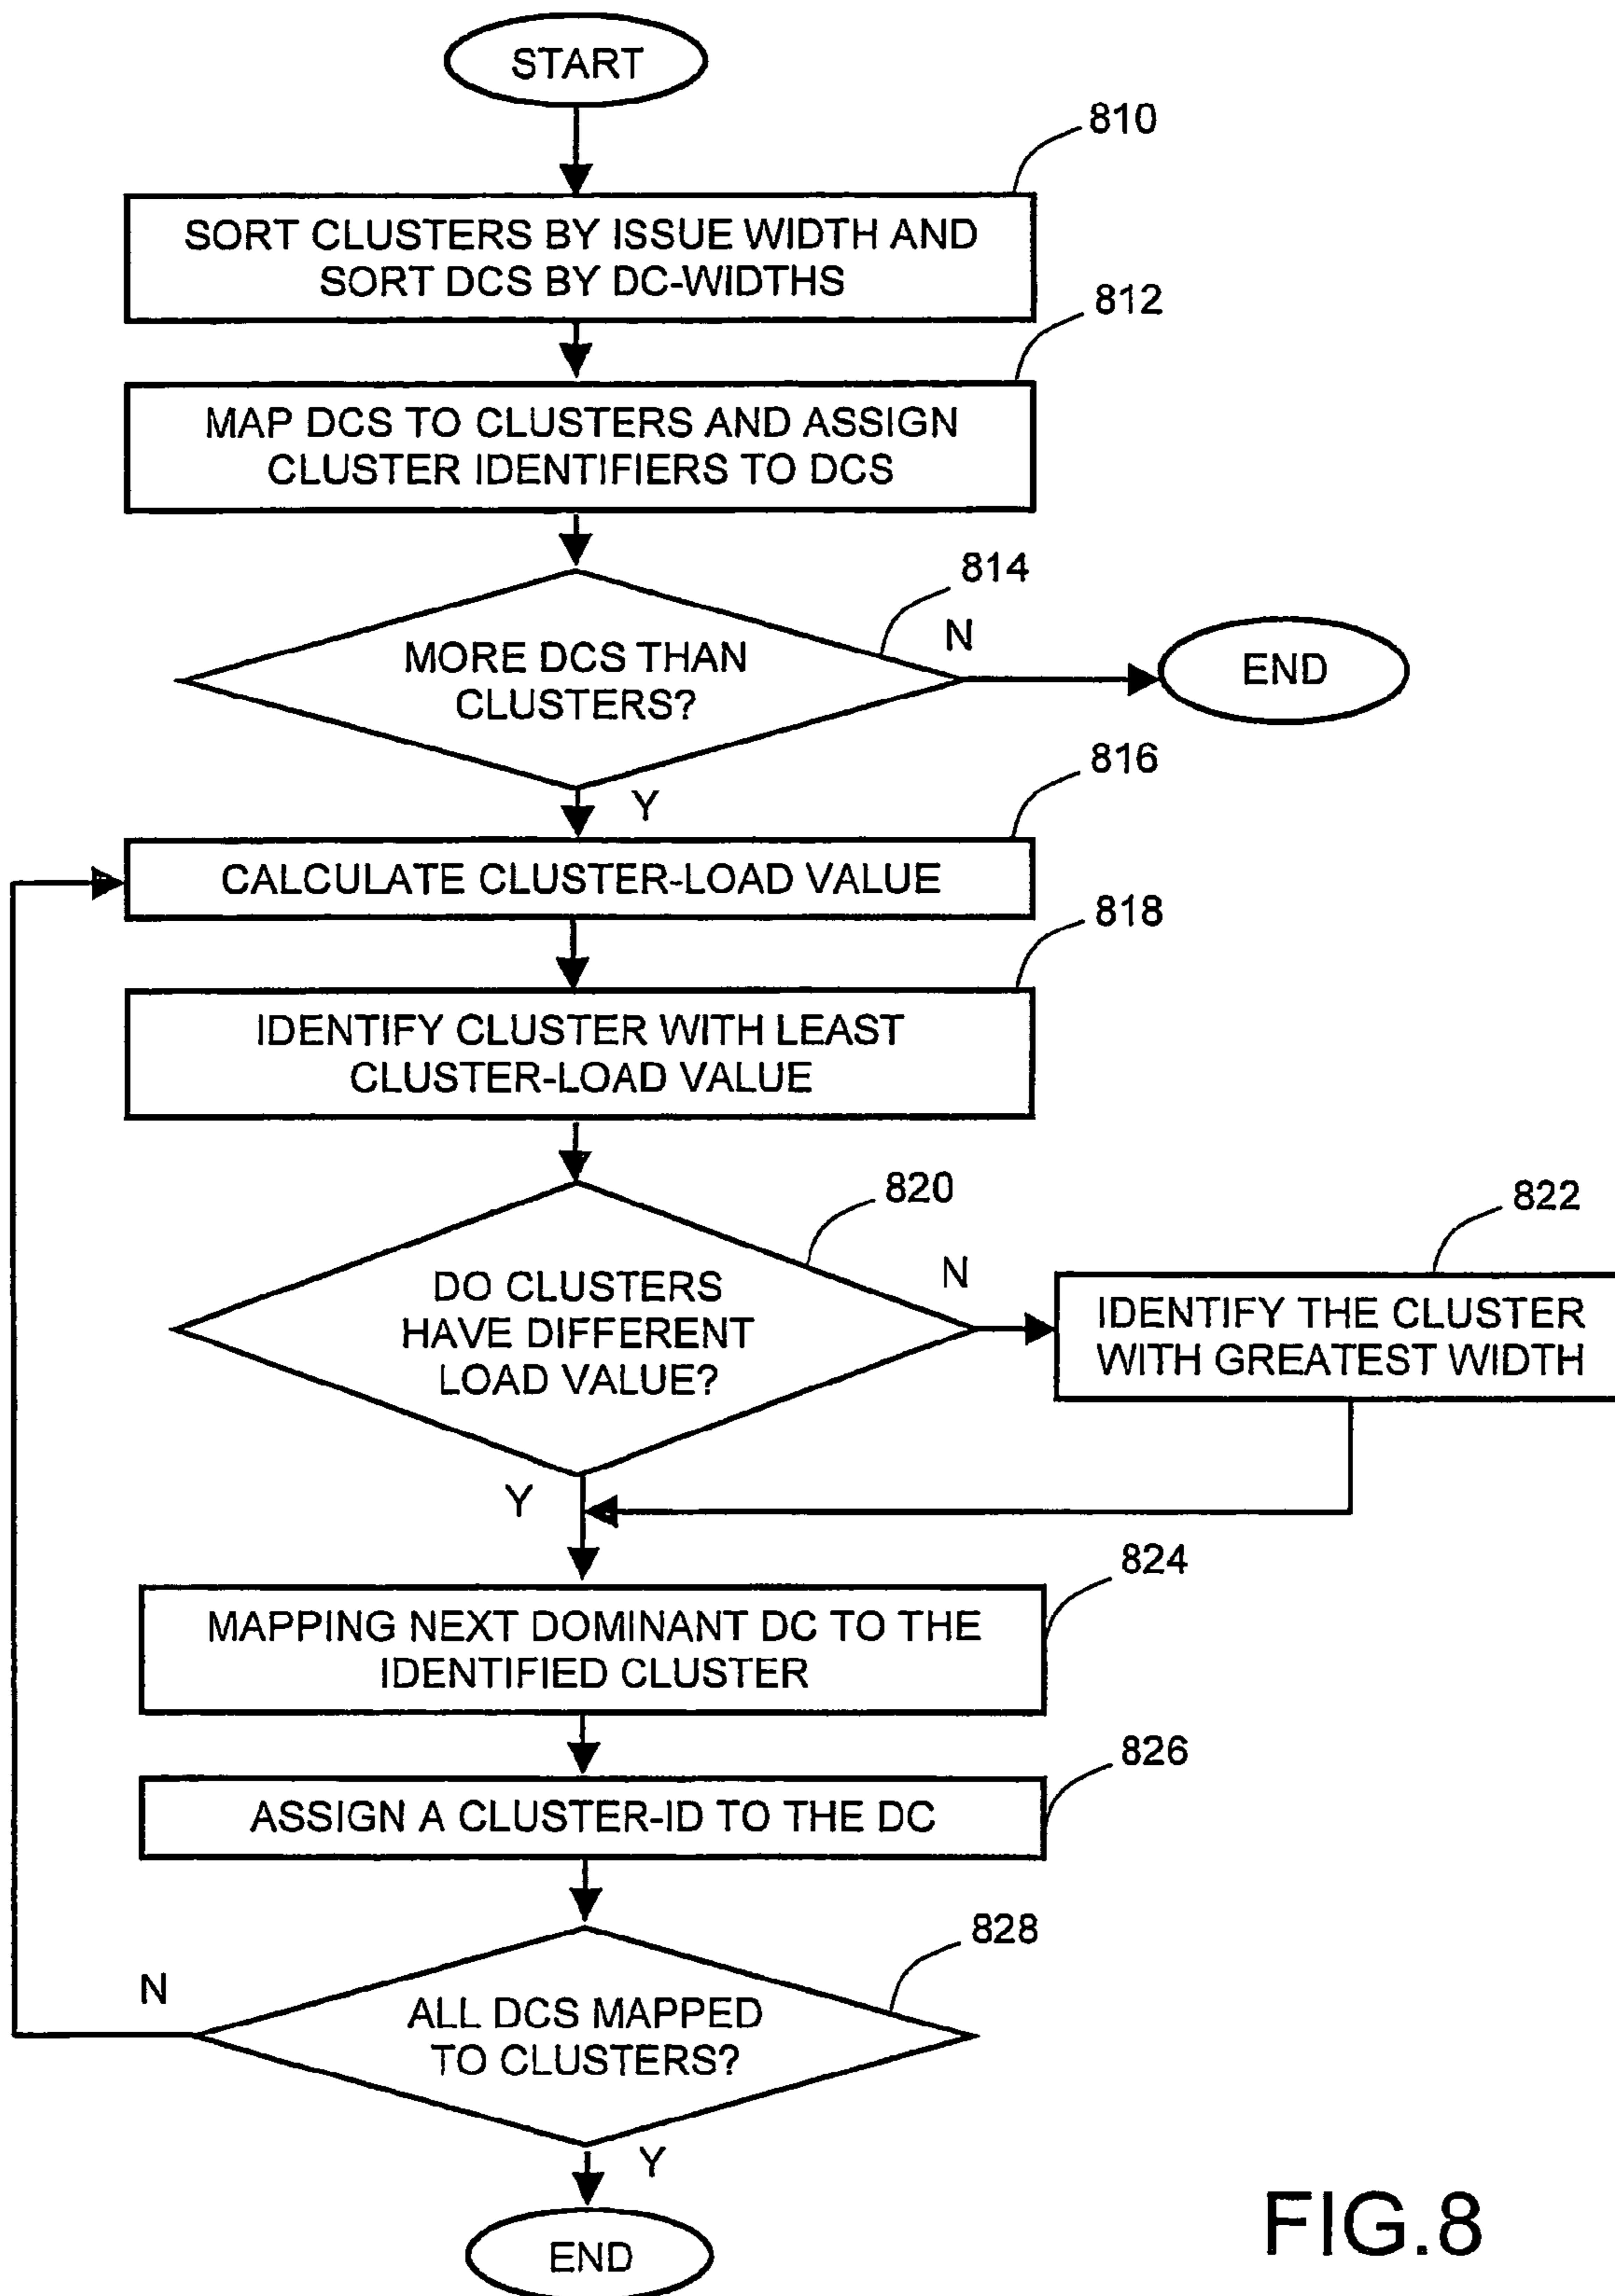 START
810
SORT CLUSTERS BY ISSUE WIDTH AND
SORT DCS BY DC-WIDTHS
812
MAP DCS TO CLUSTERS AND ASSIGN
CLUSTER IDENTIFIERS TO DCS
814
MORE DCS THAN
CLUSTERS?
N
END
Y
816
CALCULATE CLUSTER-LOAD VALUE
818
IDENTIFY CLUSTER WITH LEAST
CLUSTER-LOAD VALUE
820
DO CLUSTERS
HAVE DIFFERENT
LOAD VALUE?
N
822
IDENTIFY THE CLUSTER
WITH GREATEST WIDTH
Y
824
MAPPING NEXT DOMINANT DC TO THE
IDENTIFIED CLUSTER
826
ASSIGN A CLUSTER-ID TO THE DC
828
ALL DCS MAPPED
TO CLUSTERS?
N
Y
END
FIG.8